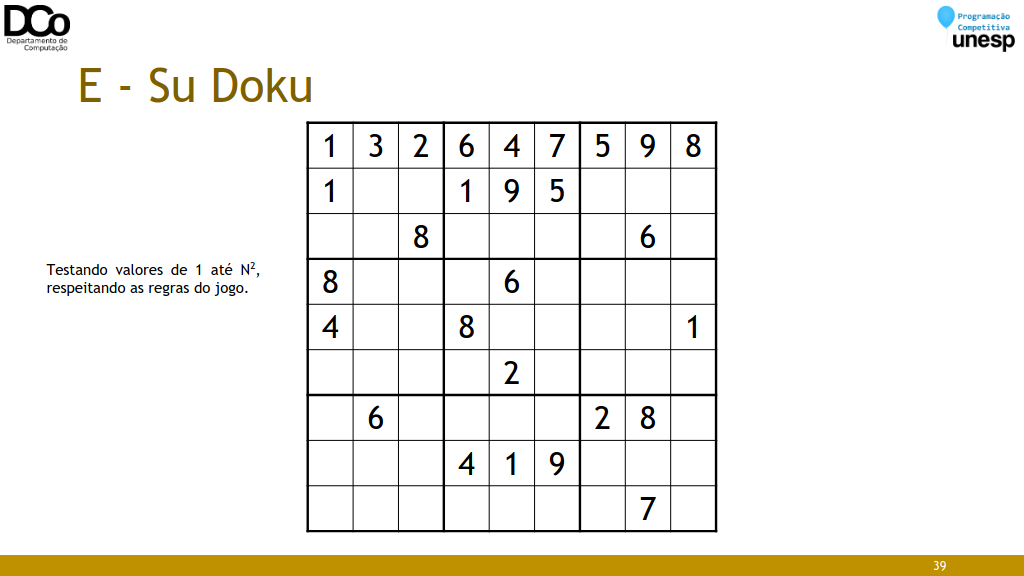 DCo
Departamento de
Computação
Programação
Competitiva
unesp
E - Su Doku
1 3 2 6 4 7 5 9 8
1 1 9 5
8 6
8 6
4 8 1
2
6 2 8
4 1 9
7
Testando valores de 1 até N²,
respeitando as regras do jogo.
39